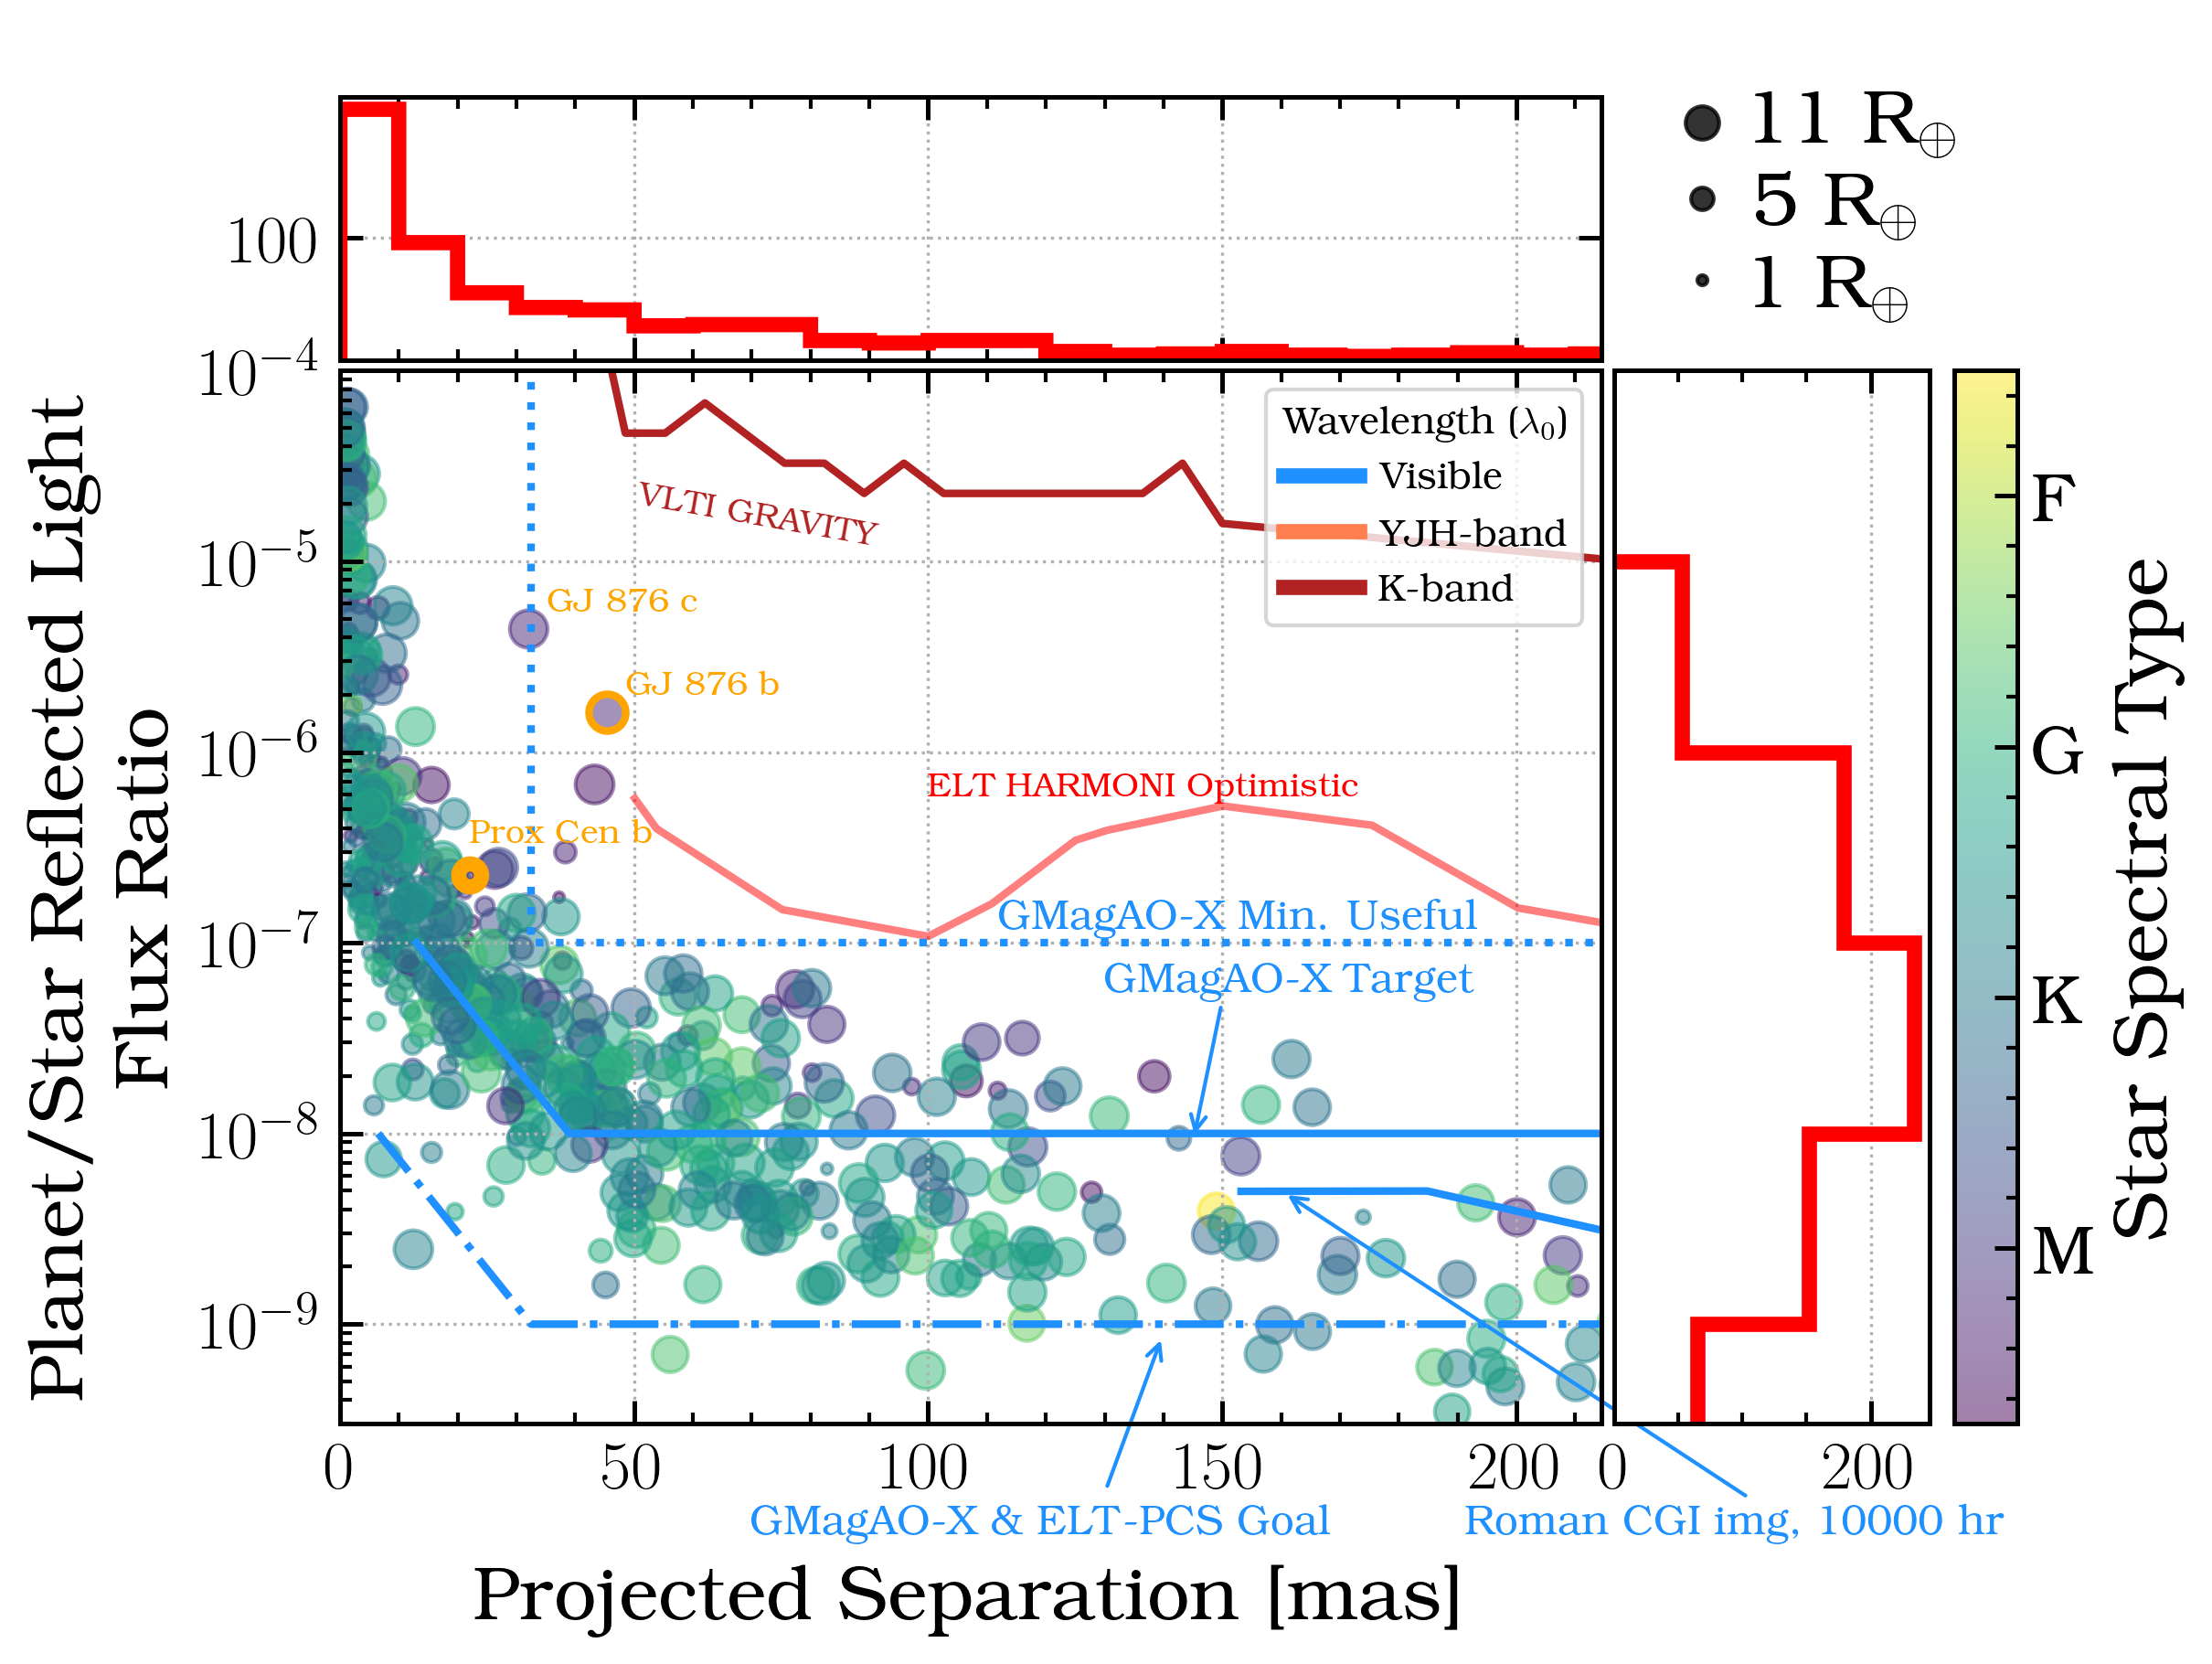 11 R⊕
5 R⊕
1 R⊕
100
10⁻⁴
10⁻⁵
10⁻⁶
10⁻⁷
10⁻⁸
10⁻⁹
Planet/Star Reflected Light
Flux Ratio
Wavelength (λ₀)
Visible
YJH-band
K-band
VLTI GRAVITY
GJ 876 c
GJ 876 b
Prox Cen b
ELT HARMONI Optimistic
GMagAO-X Min. Useful
GMagAO-X Target
F
G
K
M
Star Spectral Type
0
50
100
150
200
0
200
GMagAO-X & ELT-PCS Goal
Roman CGI img, 10000 hr
Projected Separation [mas]